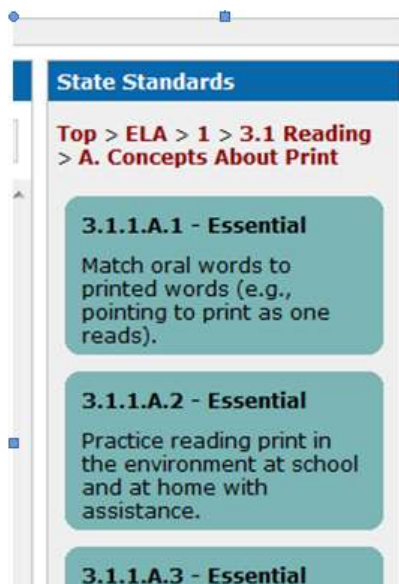 State Standards
Top > ELA > 1 > 3.1 Reading
> A. Concepts About Print
3.1.1.A.1 - Essential
Match oral words to
printed words (e.g.,
pointing to print as one
reads).
3.1.1.A.2 - Essential
Practice reading print in
the environment at school
and at home with
assistance.
3.1.1.A.3 - Essential